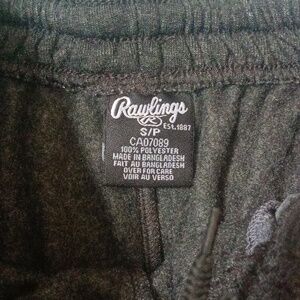 Rawlings
R EST.1887
S/P
CA07089
100% POLYESTER
MADE IN BANGLADESH
FAIT AU BANGLADESH
OVER FOR CARE
VOIR AU VERSO